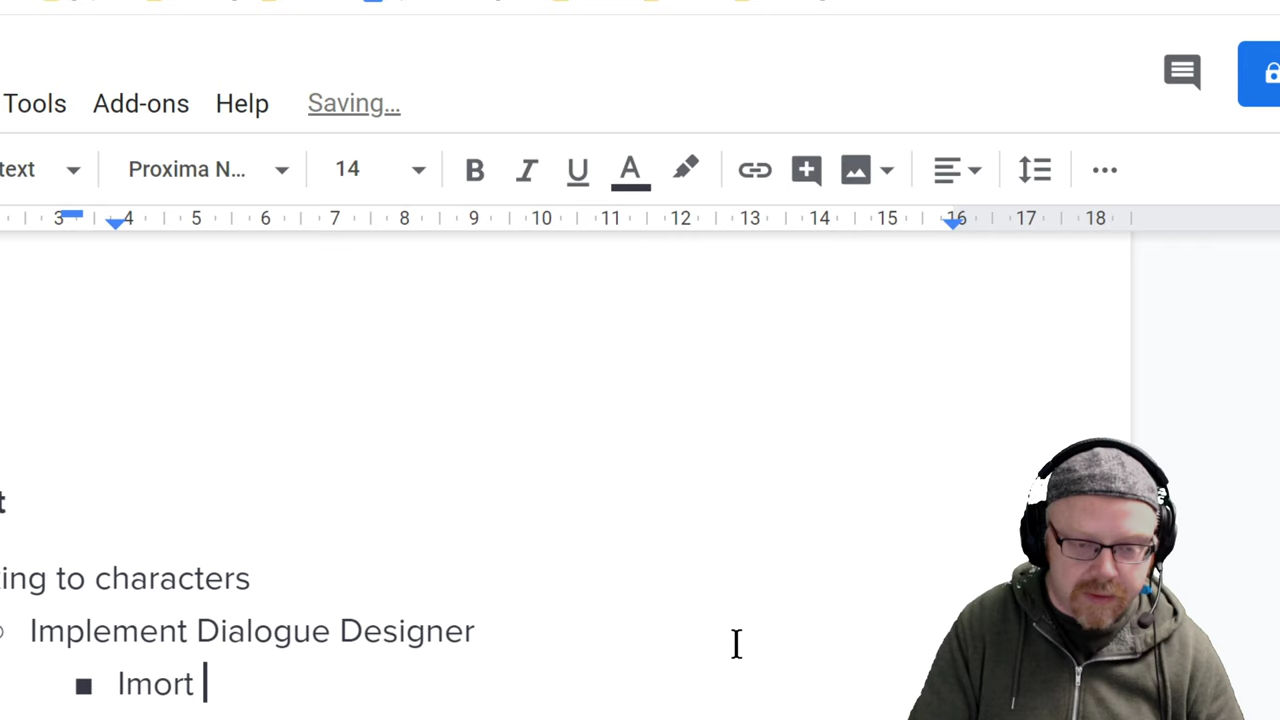 Tools Add-ons Help Saving...
text Proxima N... 14 B I U A
3 4 5 6 7 8 9 10 11 12 13 14 15 16 17 18
t
ting to characters
Implement Dialogue Designer
Imort